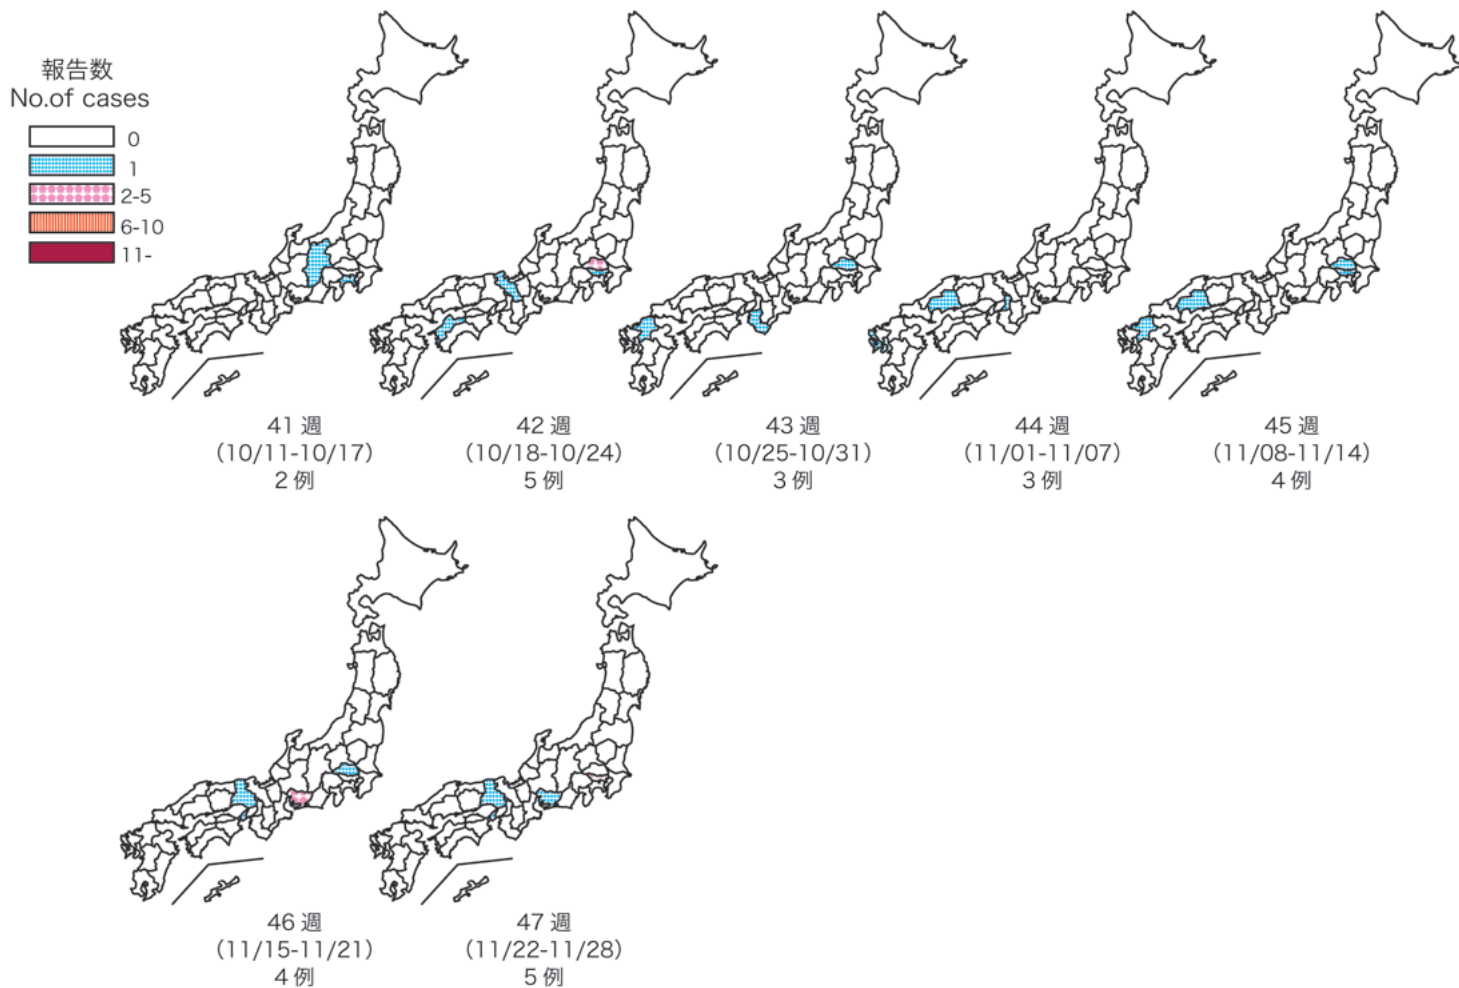 報告数
No.of cases
0
1
2-5
6-10
11-
41 週
（10/11-10/17）
2 例
42 週
（10/18-10/24）
5 例
43 週
（10/25-10/31）
3 例
44 週
（11/01-11/07）
3 例
45 週
（11/08-11/14）
4 例
46 週
（11/15-11/21）
4 例
47 週
（11/22-11/28）
5 例